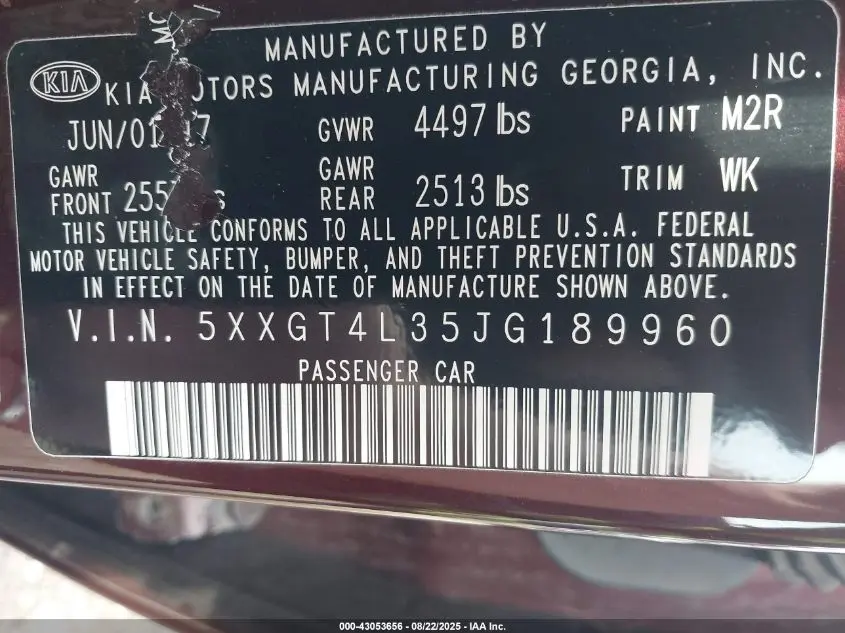 MC
MANUFACTURED BY
KIA
KIA MOTORS MANUFACTURING GEORGIA, INC.
GVWR 4497 lbs PAINT M2R
GAWR FRONT
GAWR REAR 2513 lbs TRIM WK
THIS VEHICLE CONFORMS TO ALL APPLICABLE U.S.A. FEDERAL
MOTOR VEHICLE SAFETY, BUMPER, AND THEFT PREVENTION STANDARDS
IN EFFECT ON THE DATE OF MANUFACTURE SHOWN ABOVE.
V.I.N. 5XXGT4L35JG189960
PASSENGER CAR
000-43053656 - 08/22/2025 - IAA Inc.